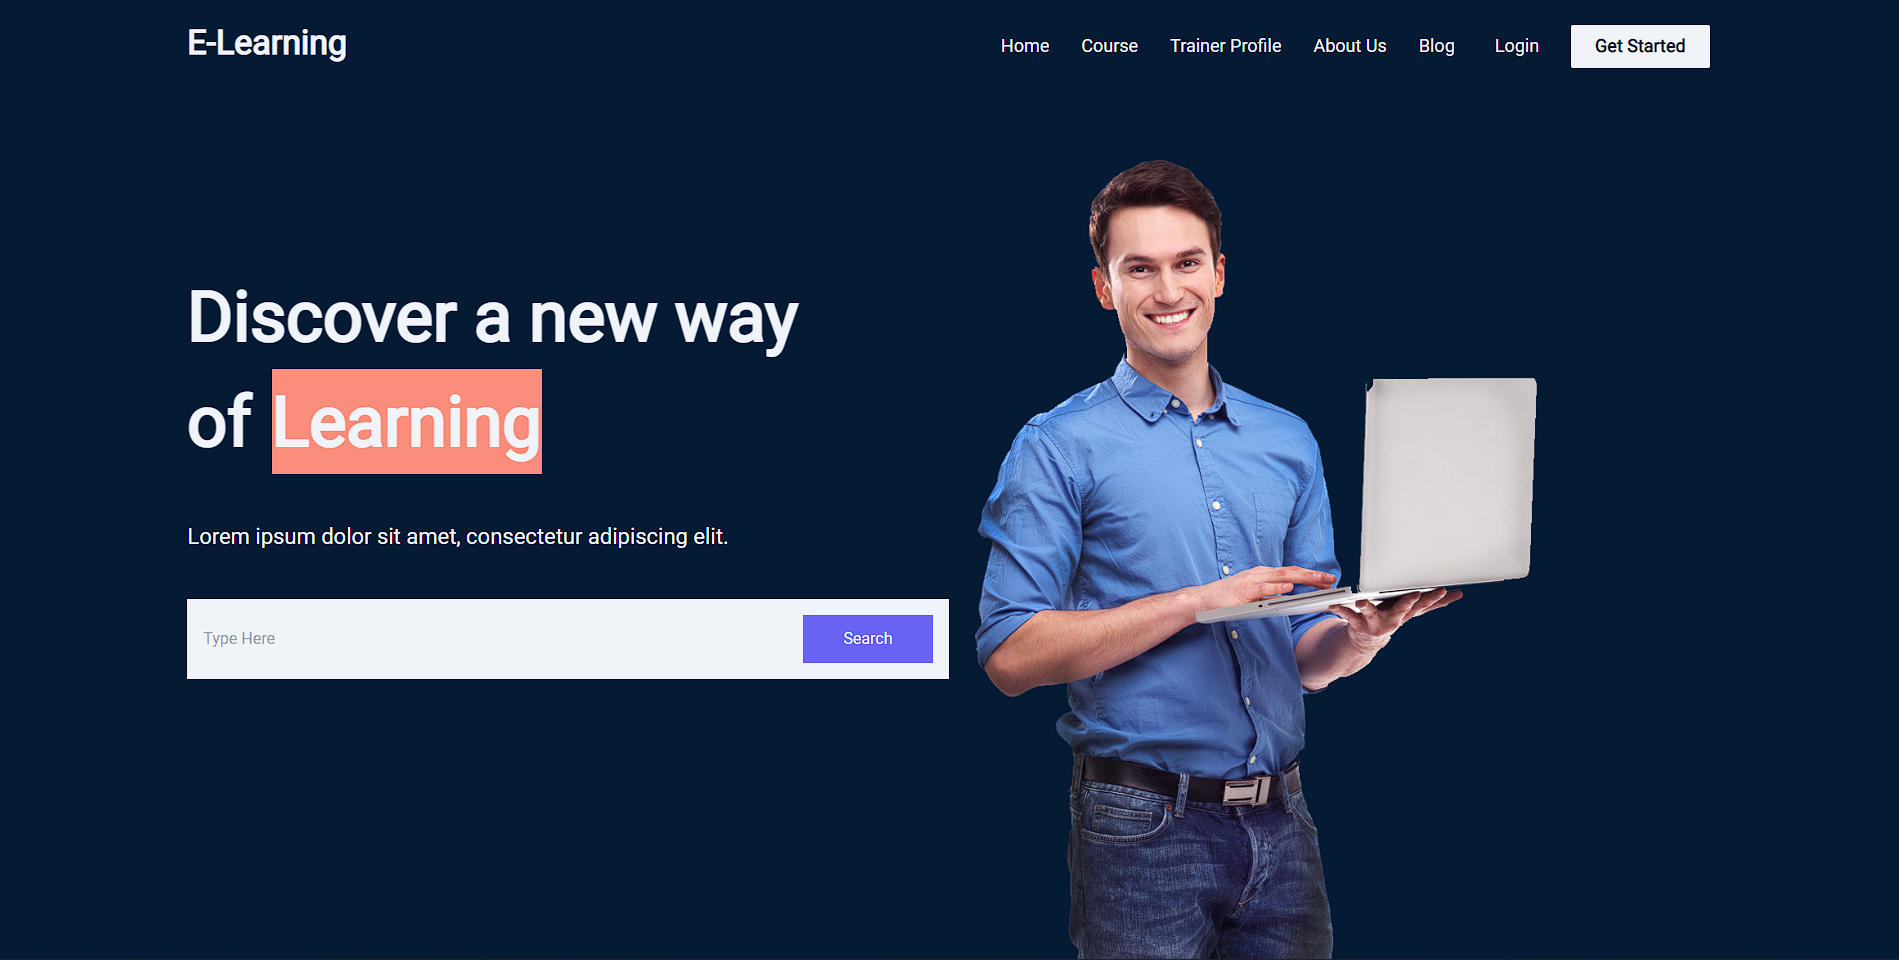 E-Learning
Home Course Trainer Profile About Us Blog Login Get Started
Discover a new way
of Learning
Lorem ipsum dolor sit amet, consectetur adipiscing elit.
Type Here Search